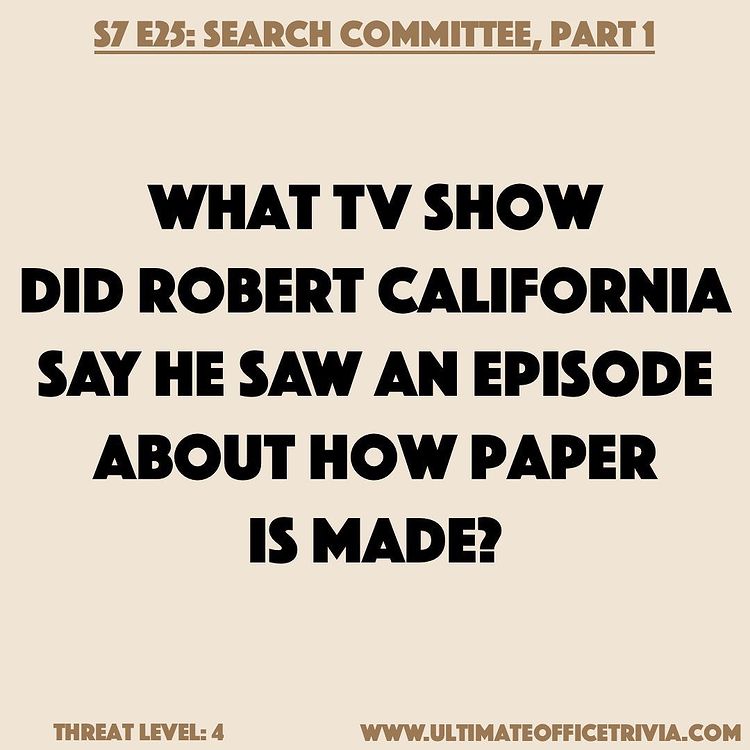 S7 E25: SEARCH COMMITTEE, PART 1
WHAT TV SHOW
DID ROBERT CALIFORNIA
SAY HE SAW AN EPISODE
ABOUT HOW PAPER
IS MADE?
THREAT LEVEL: 4
WWW.ULTIMATEOFFICETRIVIA.COM